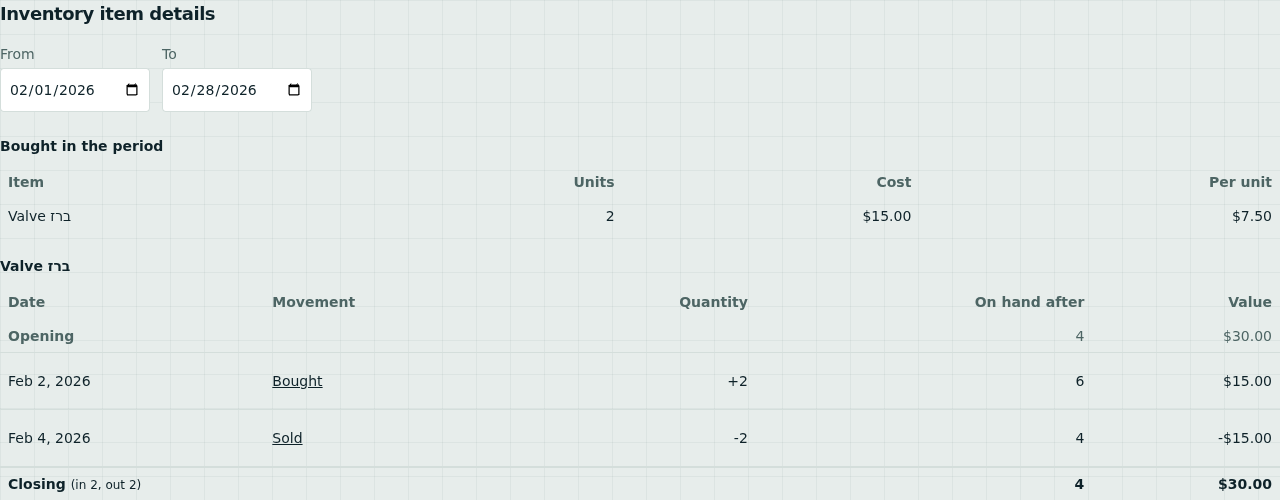 Inventory item details
From To
02/01/2026 02/28/2026
Bought in the period
Item Units Cost Per unit
Valve ברז 2 $15.00 $7.50
Valve ברז
Date Movement Quantity On hand after Value
Opening 4 $30.00
Feb 2, 2026 Bought +2 6 $15.00
Feb 4, 2026 Sold -2 4 -$15.00
Closing (in 2, out 2) 4 $30.00